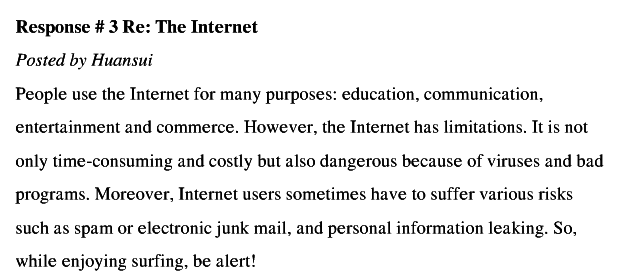 Response # 3 Re: The Internet
Posted by Huansui
People use the Internet for many purposes: education, communication,
entertainment and commerce. However, the Internet has limitations. It is not
only time-consuming and costly but also dangerous because of viruses and bad
programs. Moreover, Internet users sometimes have to suffer various risks
such as spam or electronic junk mail, and personal information leaking. So,
while enjoying surfing, be alert!